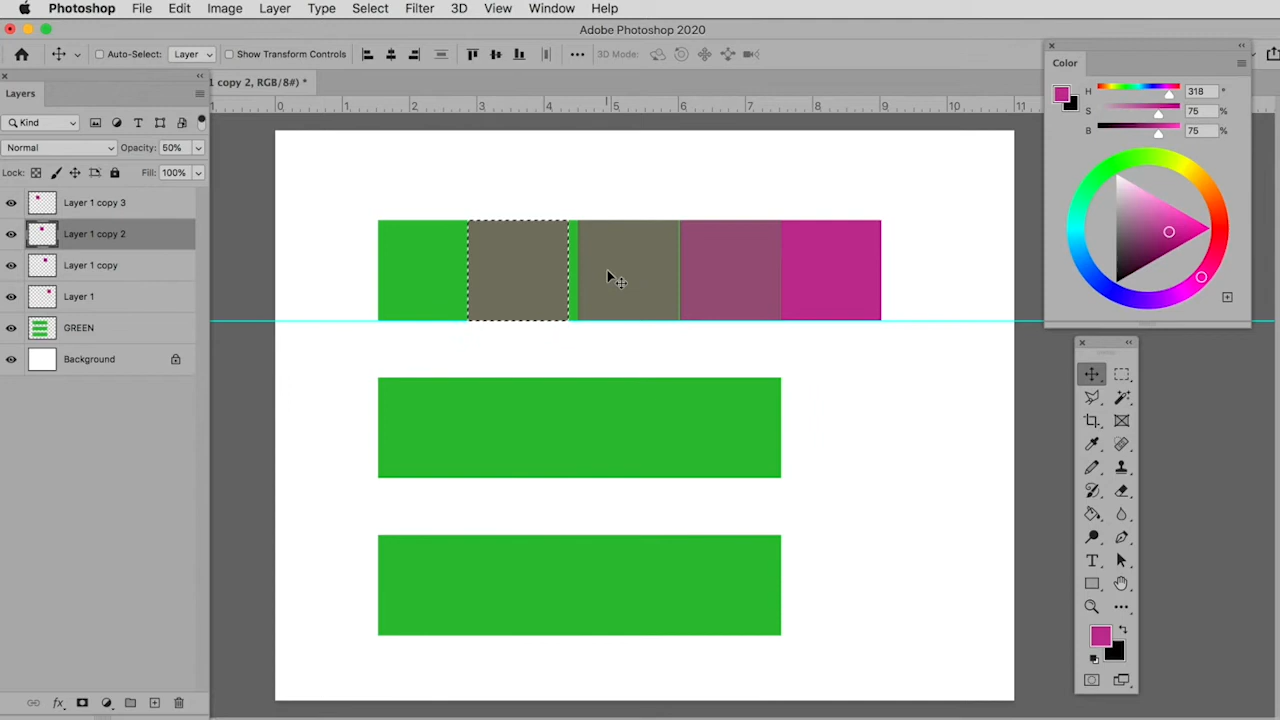 Photoshop File Edit Image Layer Type Select Filter 3D View Window Help
Adobe Photoshop 2020
Auto-Select: Layer Show Transform Controls 3D Mode:
1 copy 2, RGB/8#) *
Color
Layers
H 318 °
S 75 %
B 75 %
0 1 2 3 4 5 6 7 8 9 10 11
Kind
Normal Opacity: 50%
Lock: Fill: 100%
Layer 1 copy 3
Layer 1 copy 2
Layer 1 copy
Layer 1
GREEN
Background
fx